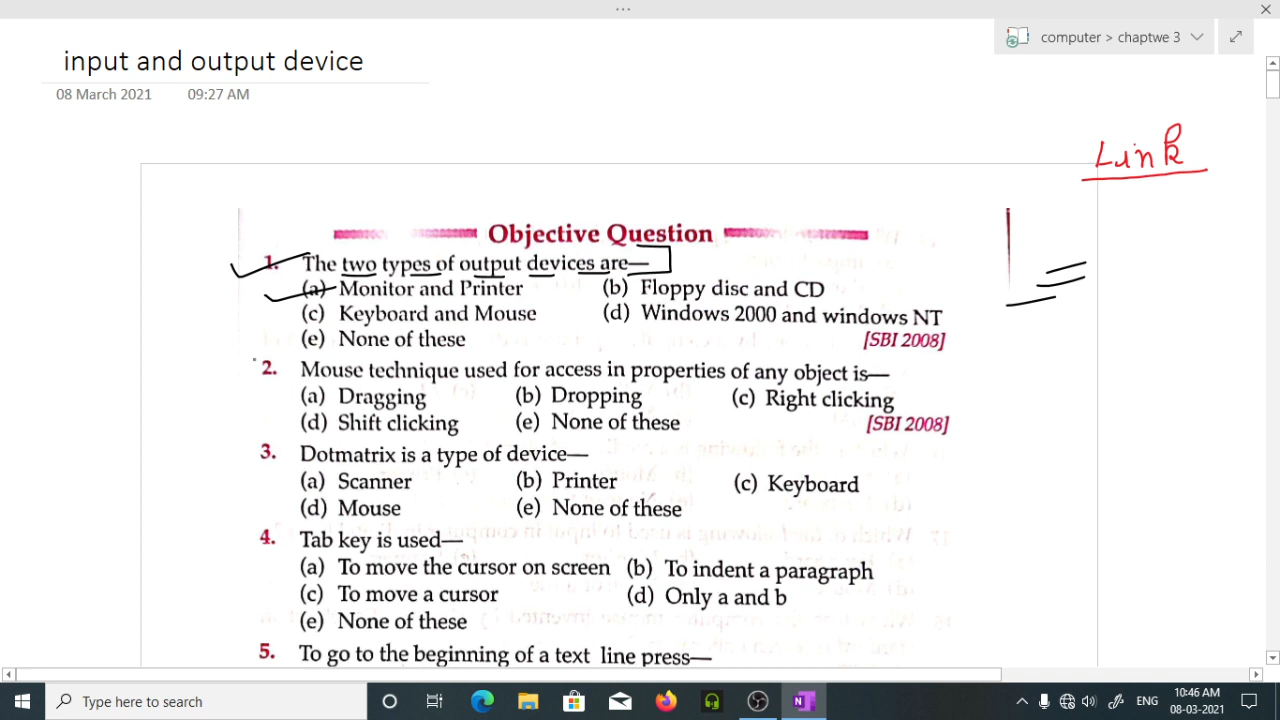 computer > chaptwe 3
input and output device
08 March 2021 09:27 AM
Link
Objective Question
1. The two types of output devices are—
(a) Monitor and Printer (b) Floppy disc and CD
(c) Keyboard and Mouse (d) Windows 2000 and windows NT
(e) None of these [SBI 2008]
2. Mouse technique used for access in properties of any object is—
(a) Dragging (b) Dropping (c) Right clicking
(d) Shift clicking (e) None of these [SBI 2008]
3. Dotmatrix is a type of device—
(a) Scanner (b) Printer (c) Keyboard
(d) Mouse (e) None of these
4. Tab key is used—
(a) To move the cursor on screen (b) To indent a paragraph
(c) To move a cursor (d) Only a and b
(e) None of these
5. To go to the beginning of a text line press—
Type here to search ENG 10:46 AM
08-03-2021